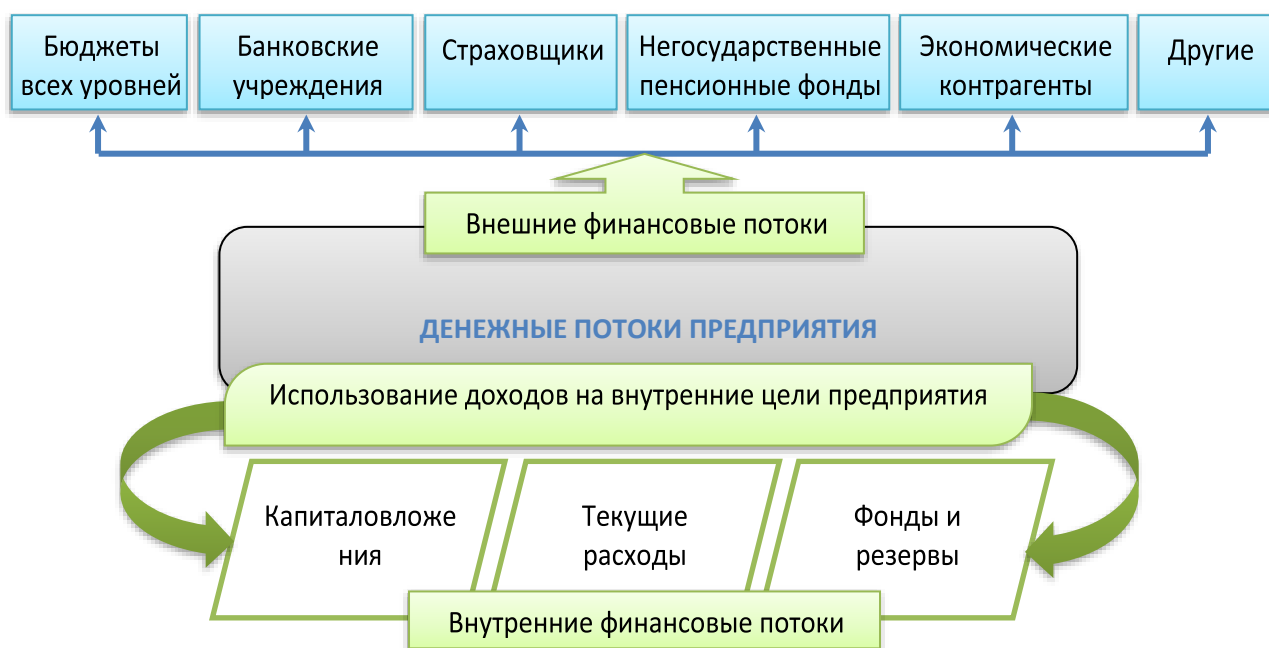 Бюджеты
всех уровней
Банковские
учреждения
Страховщики
Негосударственные
пенсионные фонды
Экономические
контрагенты
Другие
Внешние финансовые потоки
ДЕНЕЖНЫЕ ПОТОКИ ПРЕДПРИЯТИЯ
Использование доходов на внутренние цели предприятия
Капиталовложе
ния
Текущие
расходы
Фонды и
резервы
Внутренние финансовые потоки